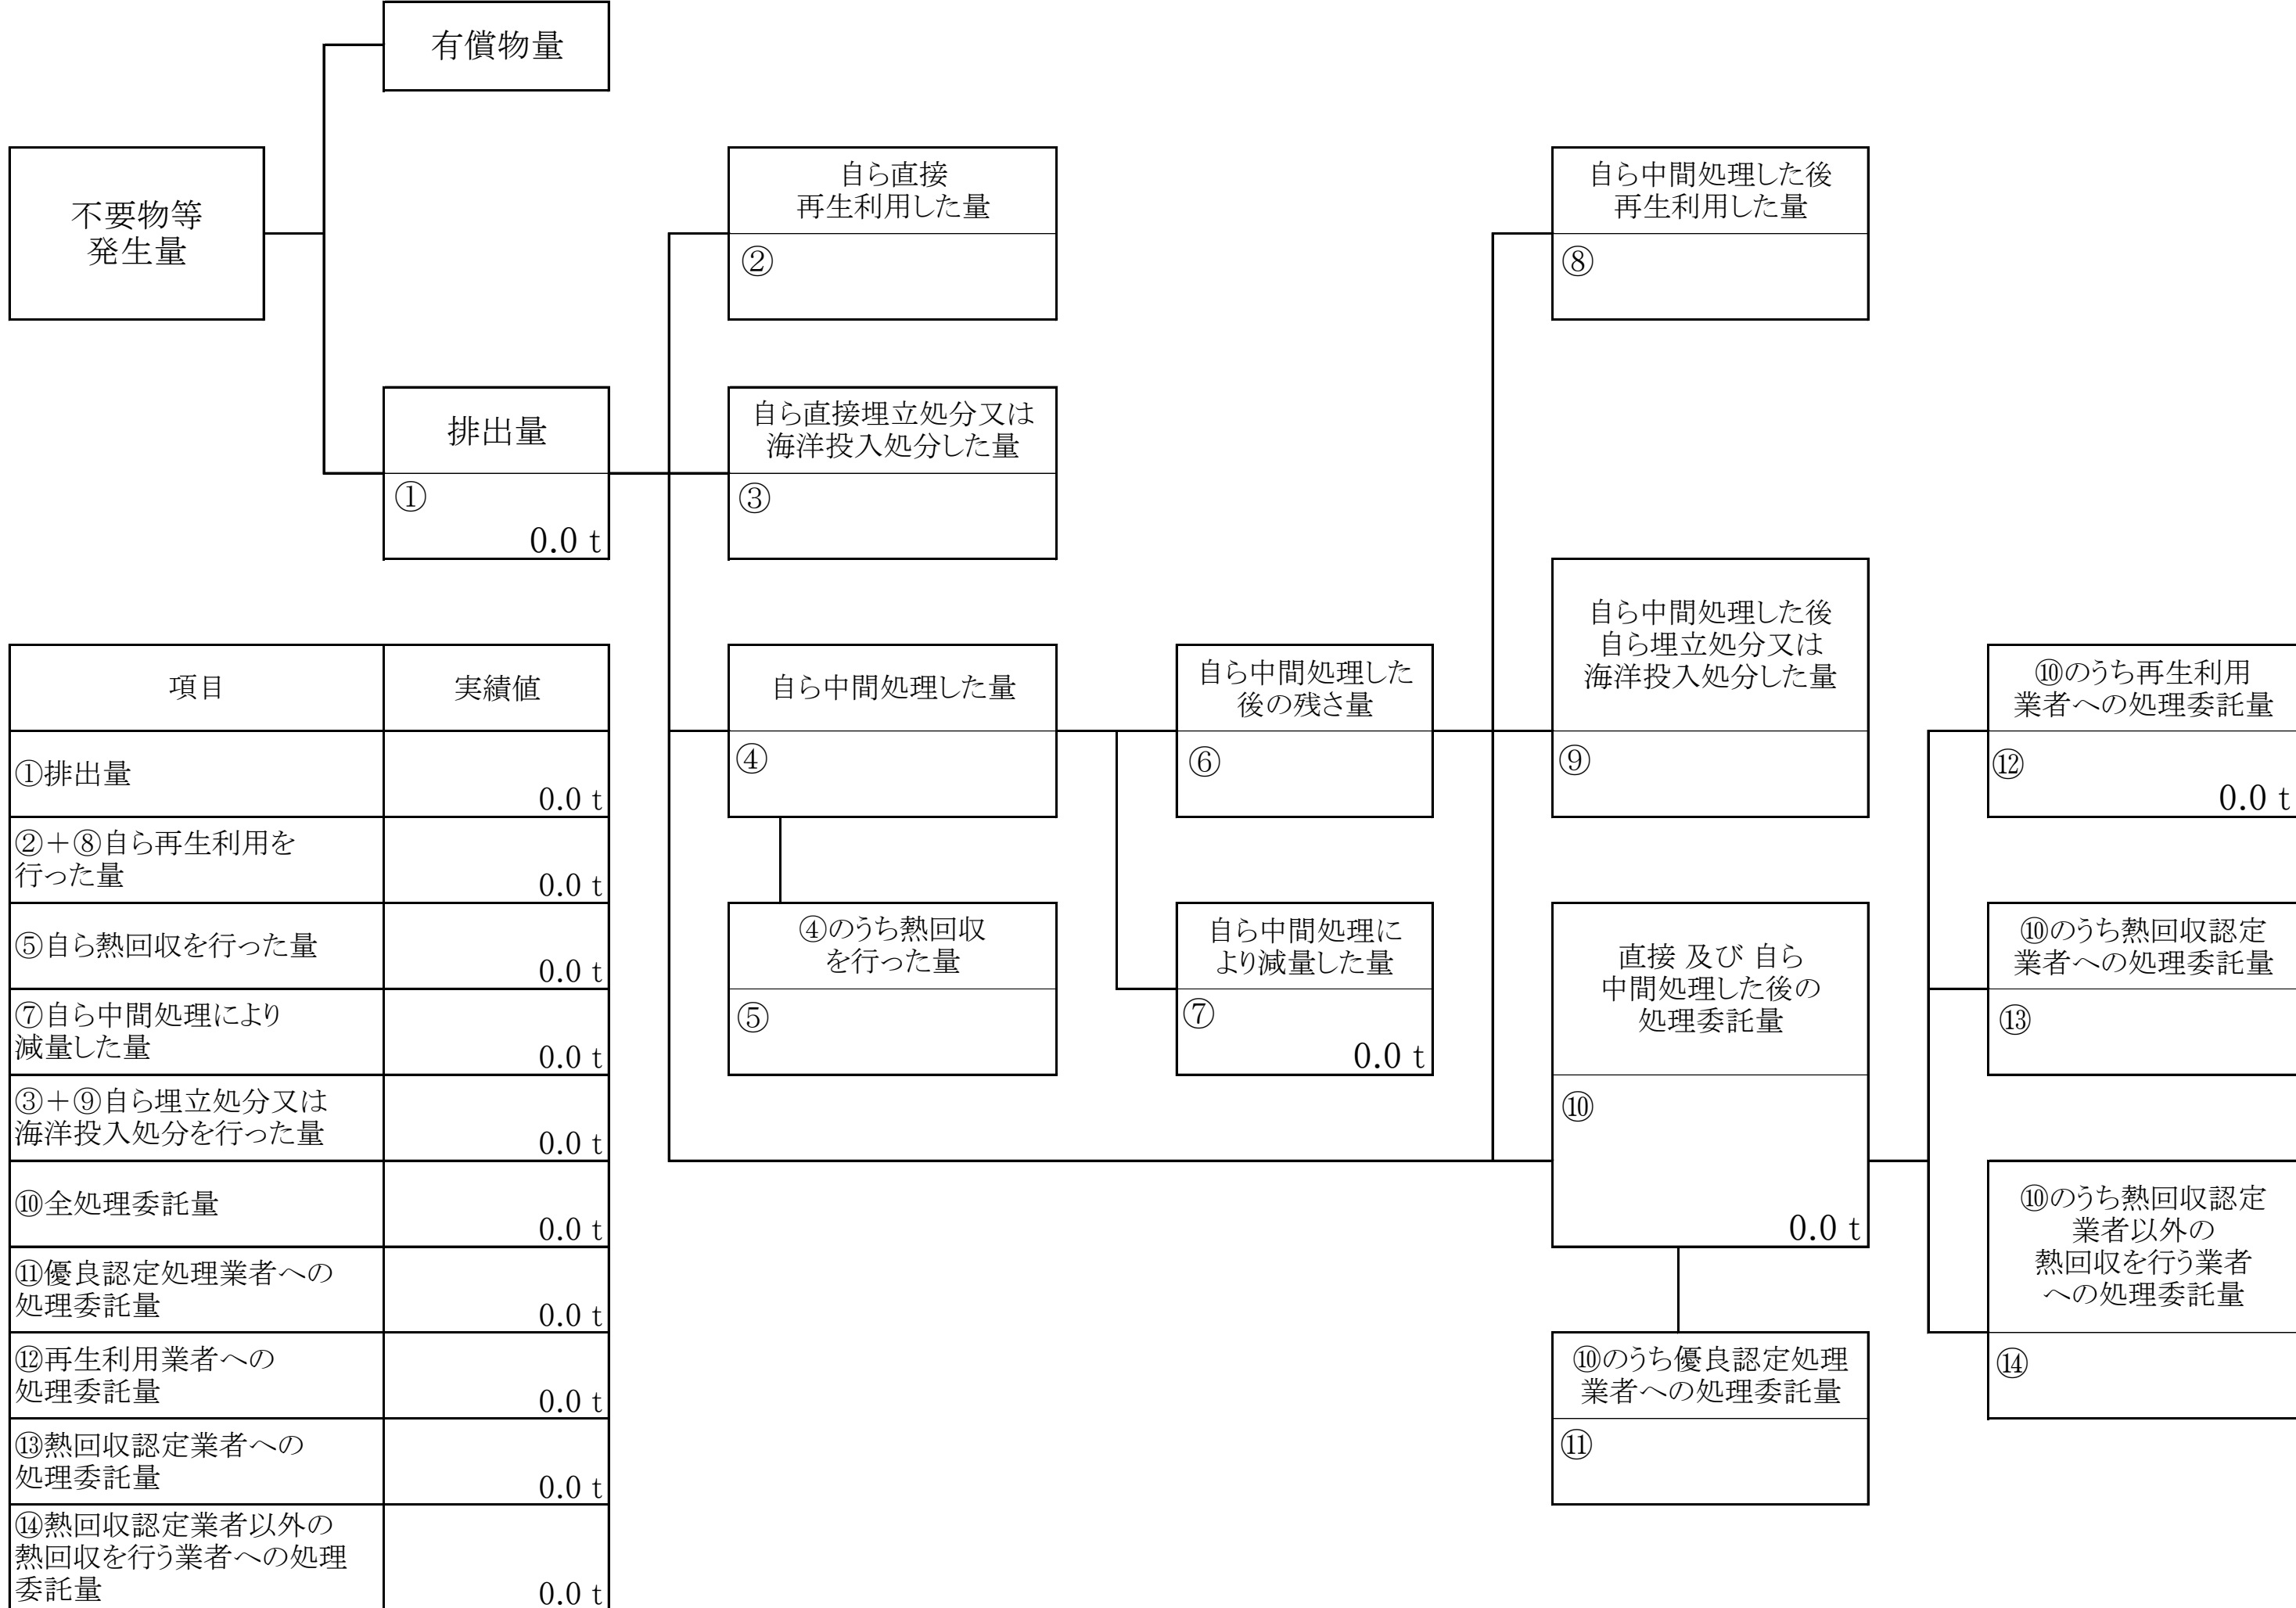 有償物量
不要物等
発生量
排出量
①
0.0 t
自ら直接
再生利用した量
②
自ら直接埋立処分又は
海洋投入処分した量
③
自ら中間処理した量
④
④のうち熱回収
を行った量
⑤
自ら中間処理した
後の残さ量
⑥
自ら中間処理に
より減量した量
⑦
0.0 t
自ら中間処理した後
再生利用した量
⑧
自ら中間処理した後
自ら埋立処分又は
海洋投入処分した量
⑨
直接 及び 自ら
中間処理した後の
処理委託量
⑩
0.0 t
⑩のうち優良認定処理
業者への処理委託量
⑪
⑩のうち再生利用
業者への処理委託量
⑫
0.0 t
⑩のうち熱回収認定
業者への処理委託量
⑬
⑩のうち熱回収認定
業者以外の
熱回収を行う業者
への処理委託量
⑭
項目 実績値
①排出量
0.0 t
②＋⑧自ら再生利用を
行った量
0.0 t
⑤自ら熱回収を行った量
0.0 t
⑦自ら中間処理により
減量した量
0.0 t
③＋⑨自ら埋立処分又は
海洋投入処分を行った量
0.0 t
⑩全処理委託量
0.0 t
⑪優良認定処理業者への
処理委託量
0.0 t
⑫再生利用業者への
処理委託量
0.0 t
⑬熱回収認定業者への
処理委託量
0.0 t
⑭熱回収認定業者以外の
熱回収を行う業者への処理
委託量
0.0 t